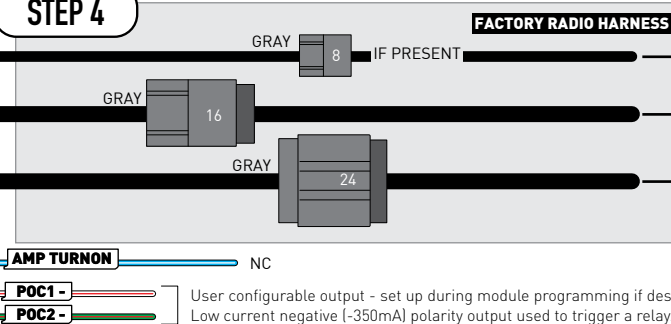 STEP 4
FACTORY RADIO HARNESS
GRAY
8
IF PRESENT
GRAY
16
GRAY
24
AMP TURNON
NC
POC1 -
POC2 -
User configurable output - set up during module programming if des
Low current negative (-350mA) polarity output used to trigger a relay